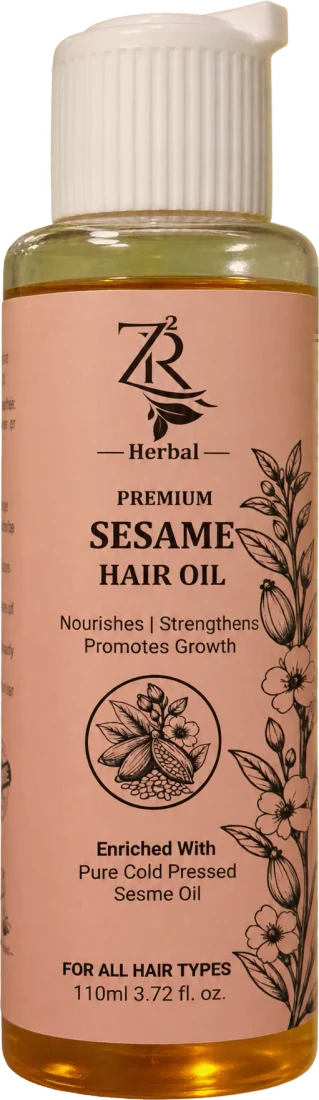 ZR²
Herbal
PREMIUM
SESAME
HAIR OIL
Nourishes | Strengthens
Promotes Growth
Enriched With
Pure Cold Pressed
Sesme Oil
FOR ALL HAIR TYPES
110ml 3.72 fl. oz.